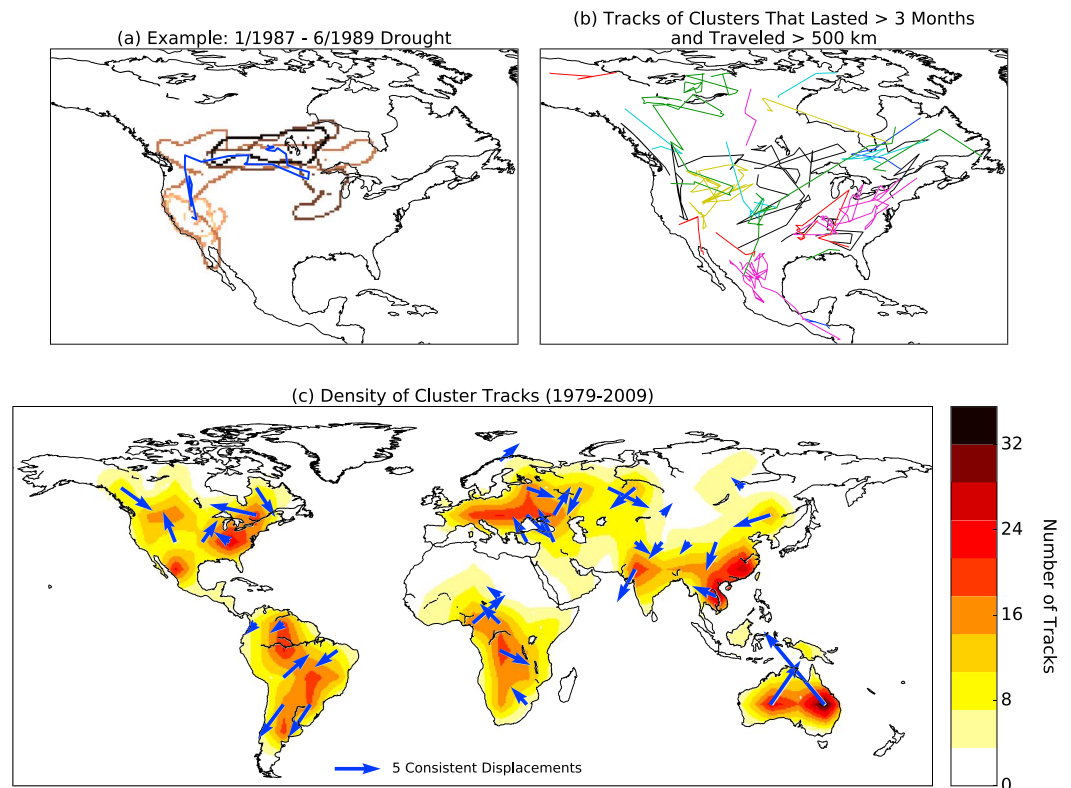 (a) Example: 1/1987 - 6/1989 Drought
(b) Tracks of Clusters That Lasted > 3 Months
and Traveled > 500 km
(c) Density of Cluster Tracks (1979-2009)
5 Consistent Displacements
32
24
16
8
0
Number of Tracks